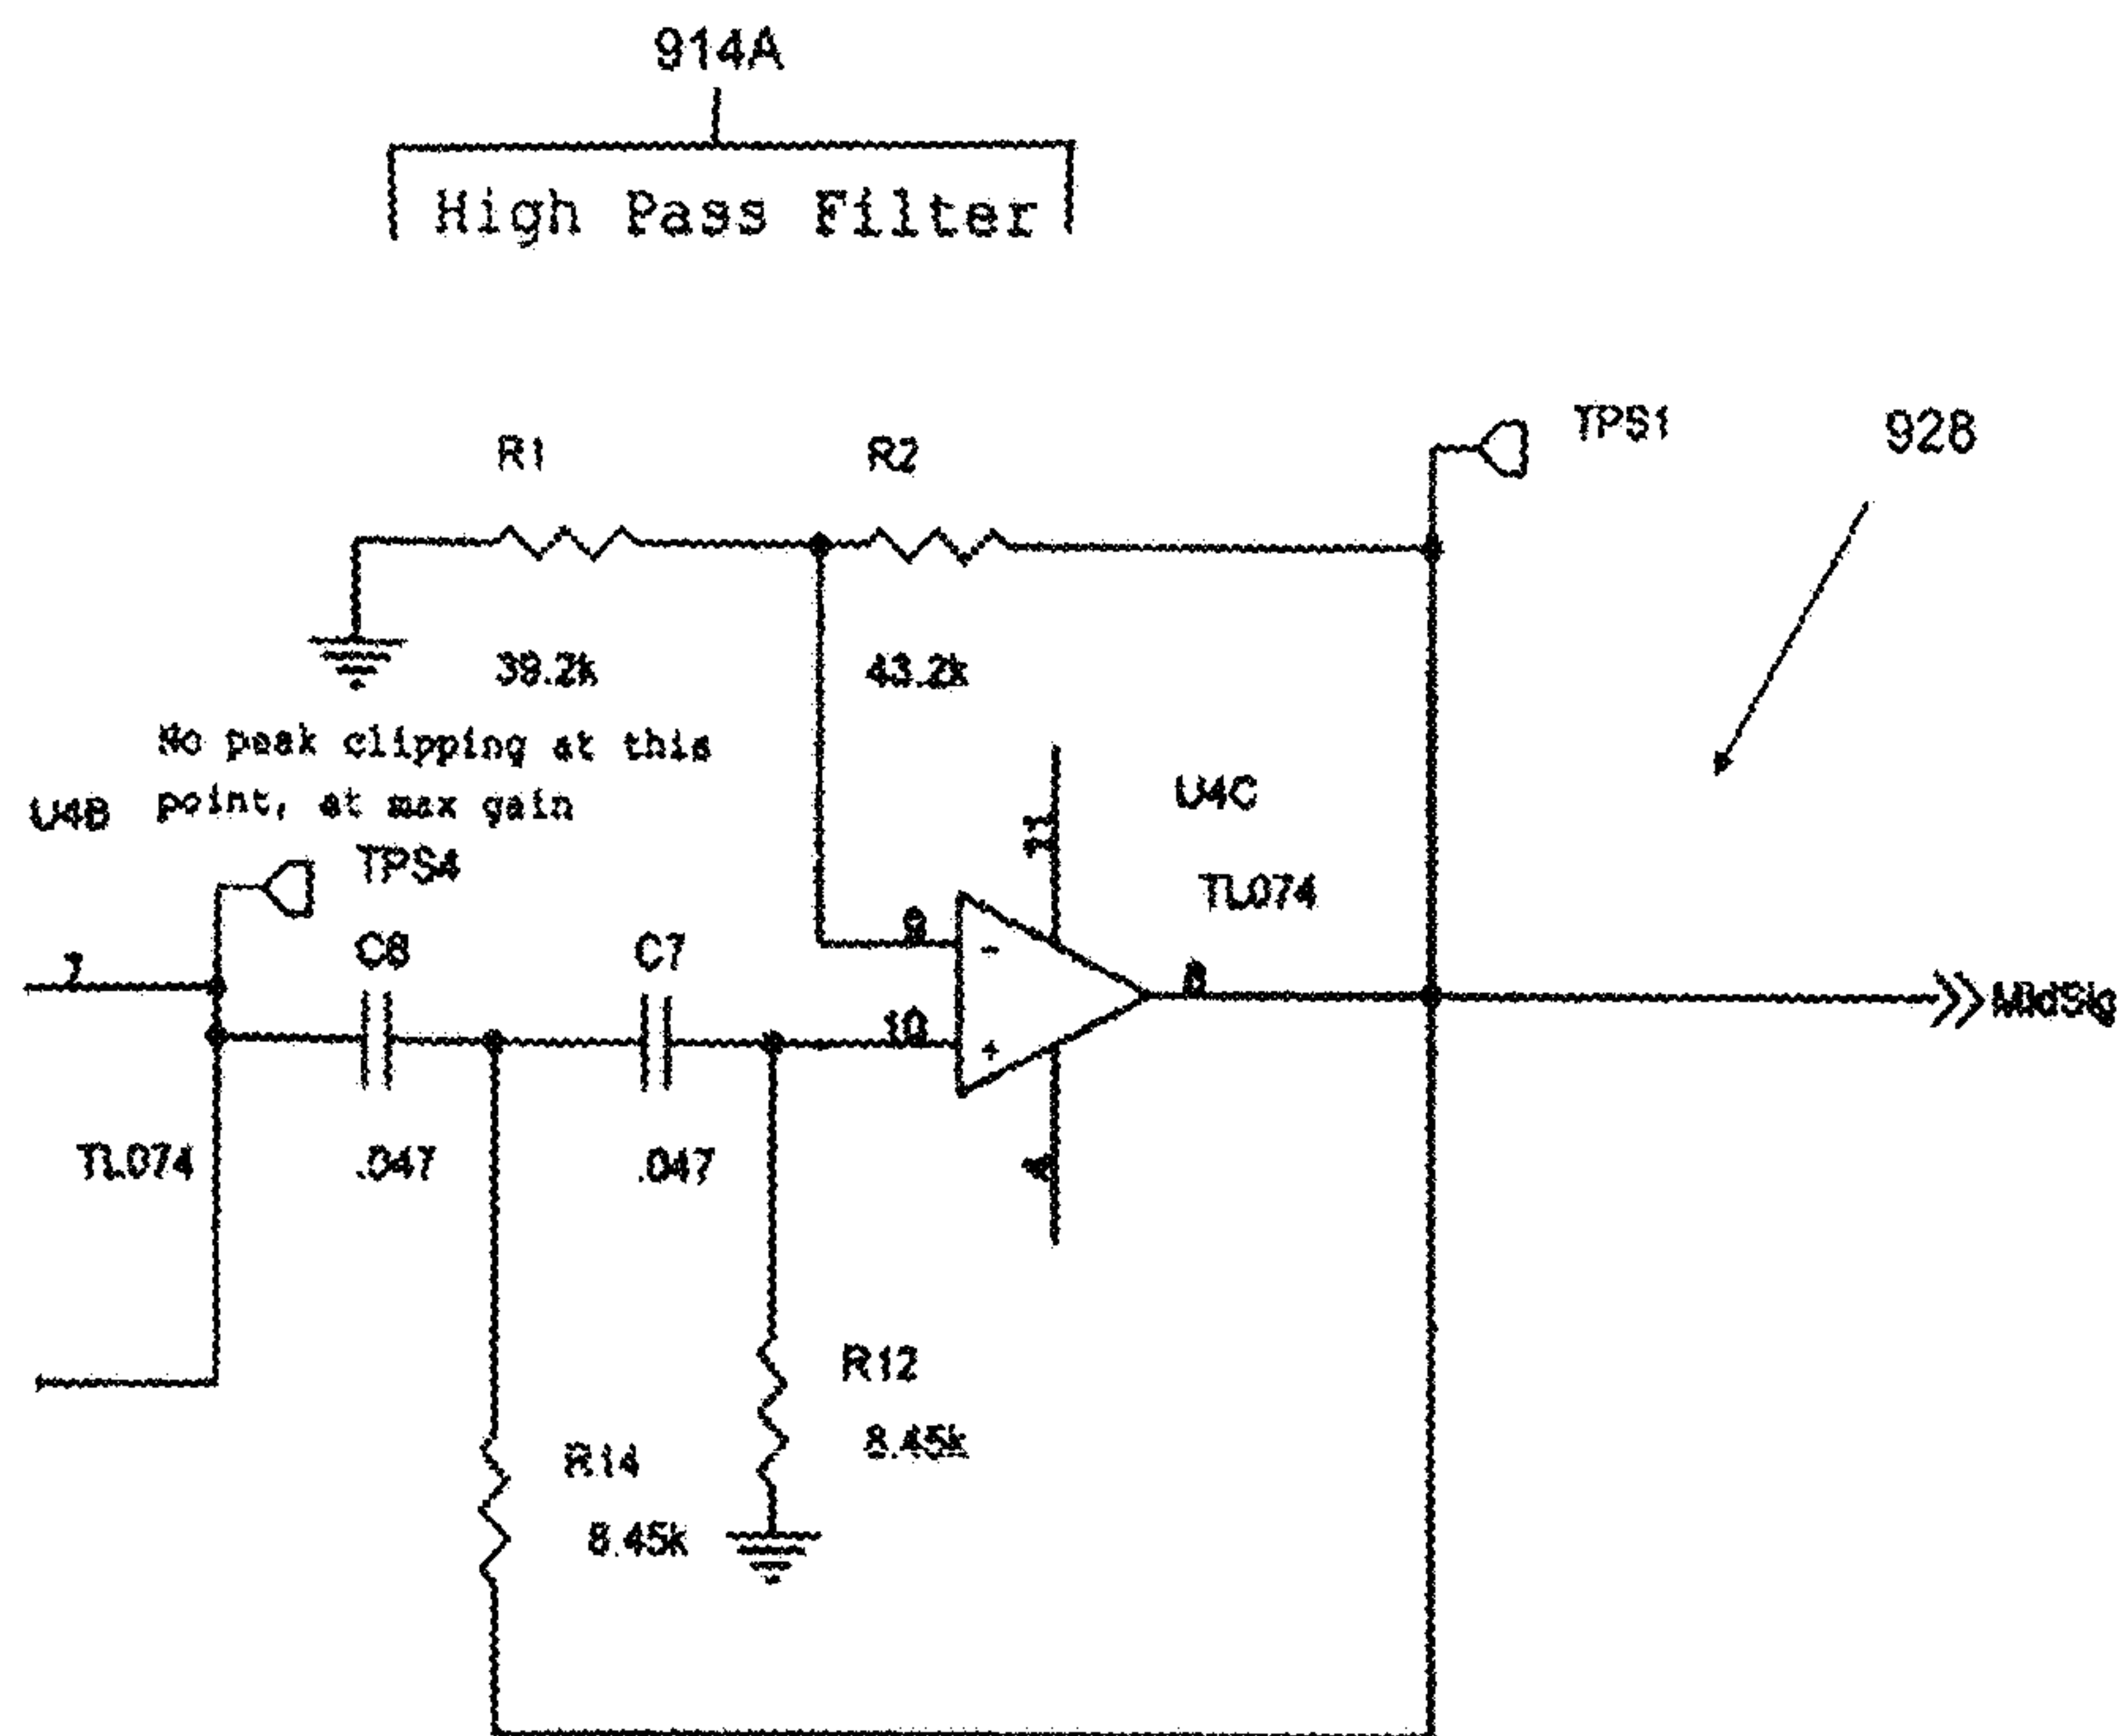 914A
High Pass Filter
TPS1
928
R1
R2
39.2k
43.2k
No peak clipping at this
point, at max gain
U4B
TPS4
U4C
TL074
11
9
C8
C7
7
8
10
-
+
TL074
.047
.047
4
R12
8.45k
R14
8.45k